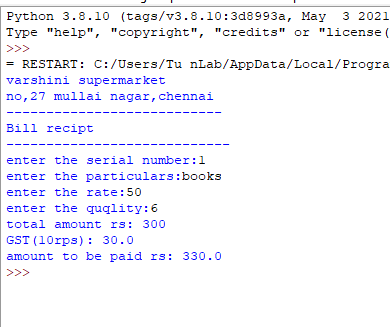 Python 3.8.10 (tags/v3.8.10:3d8993a, May  3 2021
Type "help", "copyright", "credits" or "license(
>>>
= RESTART: C:/Users/Tu nLab/AppData/Local/Progra
varshini supermarket
no,27 mullai nagar,chennai
---------------------------
Bill recipt
----------------------------
enter the serial number:1
enter the particulars:books
enter the rate:50
enter the quqlity:6
total amount rs: 300
GST(10rps): 30.0
amount to be paid rs: 330.0
>>>